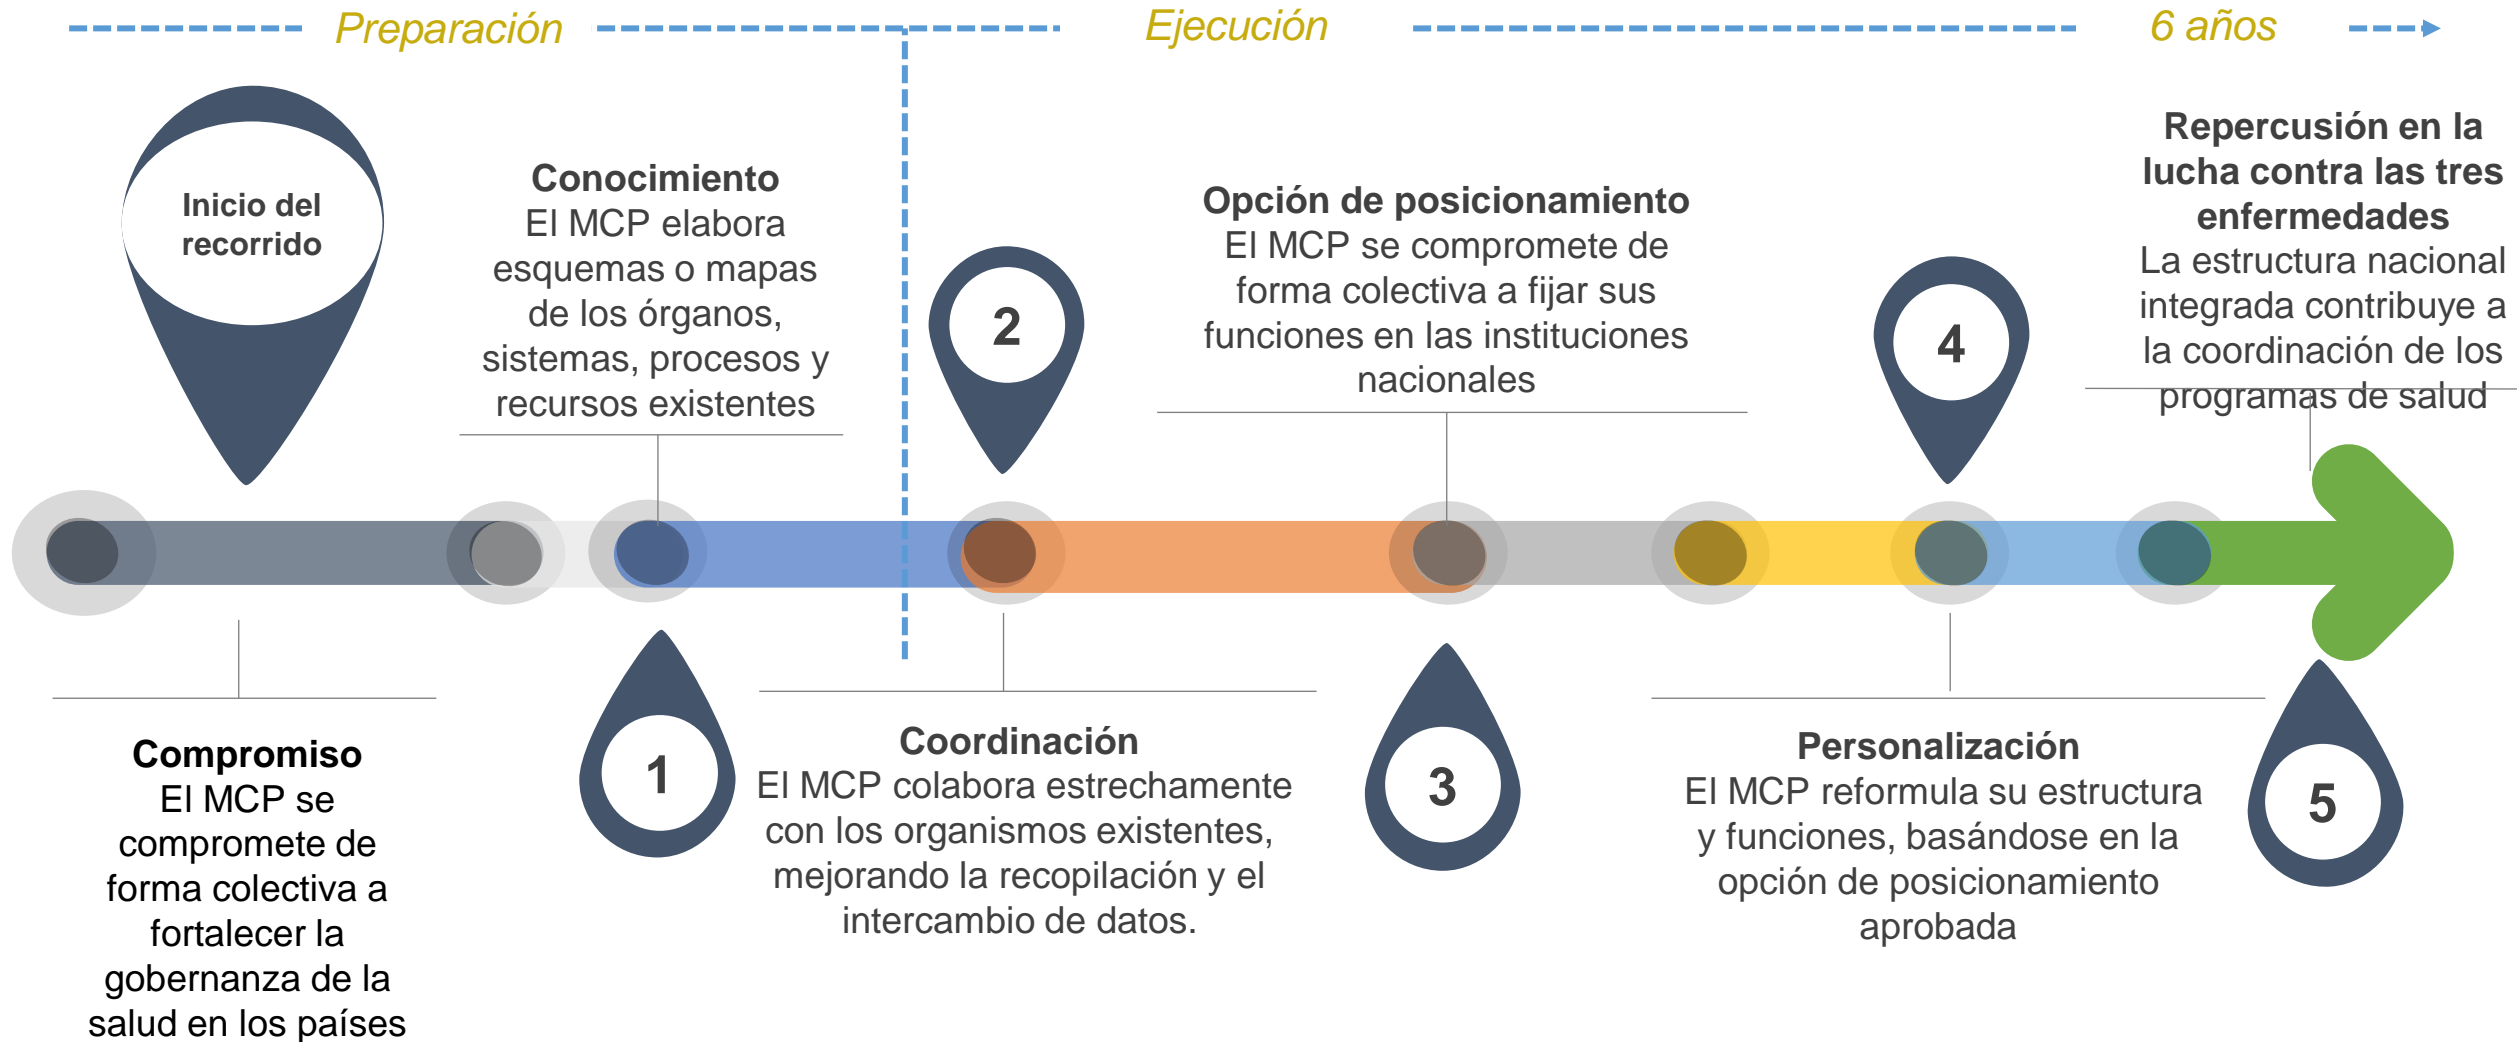 Preparación
Ejecución
6 años
Inicio del
recorrido
Conocimiento
El MCP elabora
esquemas o mapas
de los órganos,
sistemas, procesos y
recursos existentes
2
Opción de posicionamiento
El MCP se compromete de
forma colectiva a fijar sus
funciones en las instituciones
nacionales
4
Repercusión en la
lucha contra las tres
enfermedades
La estructura nacional
integrada contribuye a
la coordinación de los
programas de salud
Compromiso
El MCP se
compromete de
forma colectiva a
fortalecer la
gobernanza de la
salud en los países
1
Coordinación
El MCP colabora estrechamente
con los organismos existentes,
mejorando la recopilación y el
intercambio de datos.
3
Personalización
El MCP reformula su estructura
y funciones, basándose en la
opción de posicionamiento
aprobada
5